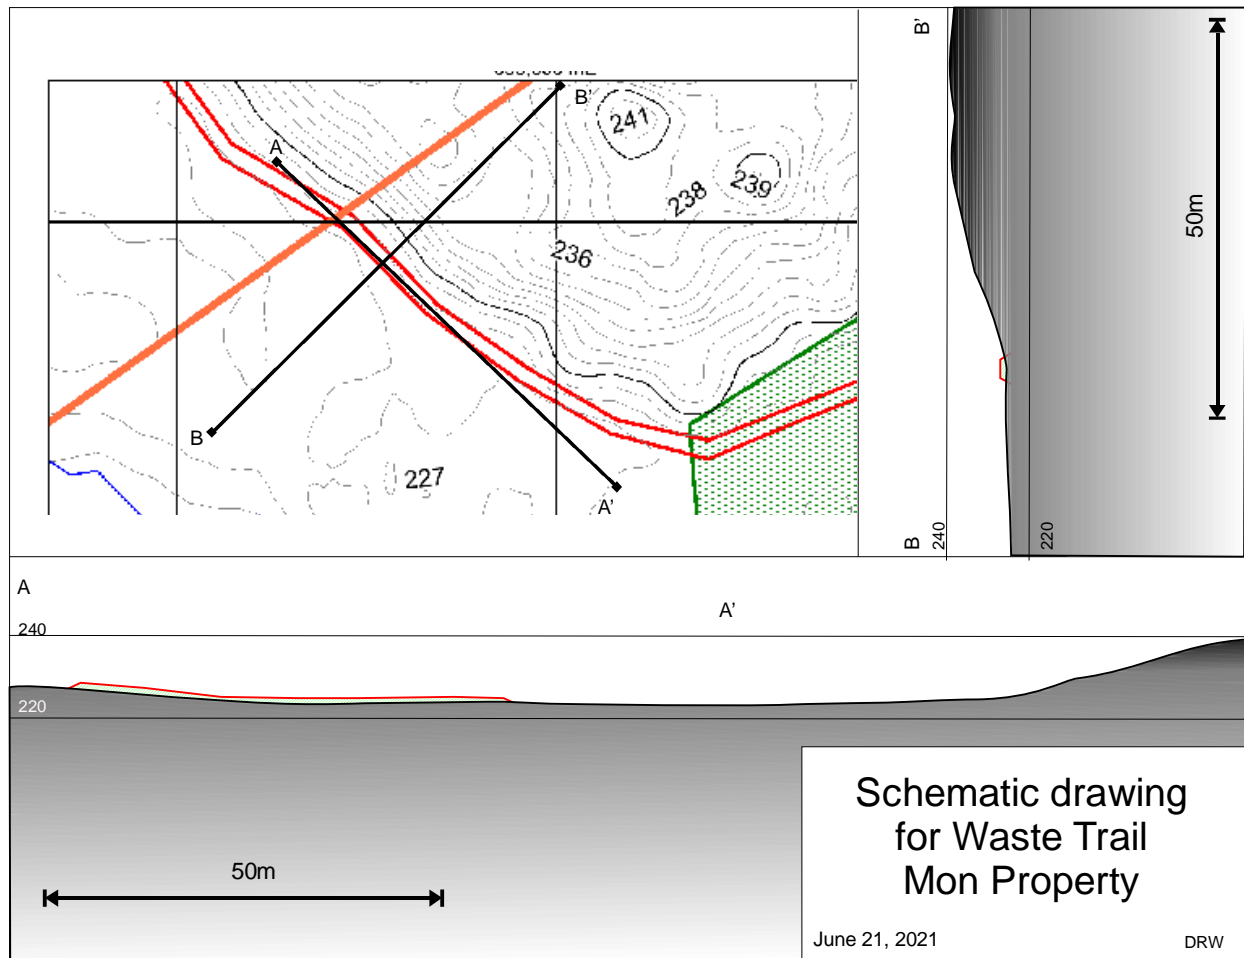 B'
241
B'
A
239
238
50m
236
B
227
A'
B
240
220
A
A'
240
220
Schematic drawing
for Waste Trail
Mon Property
50m
June 21, 2021
DRW